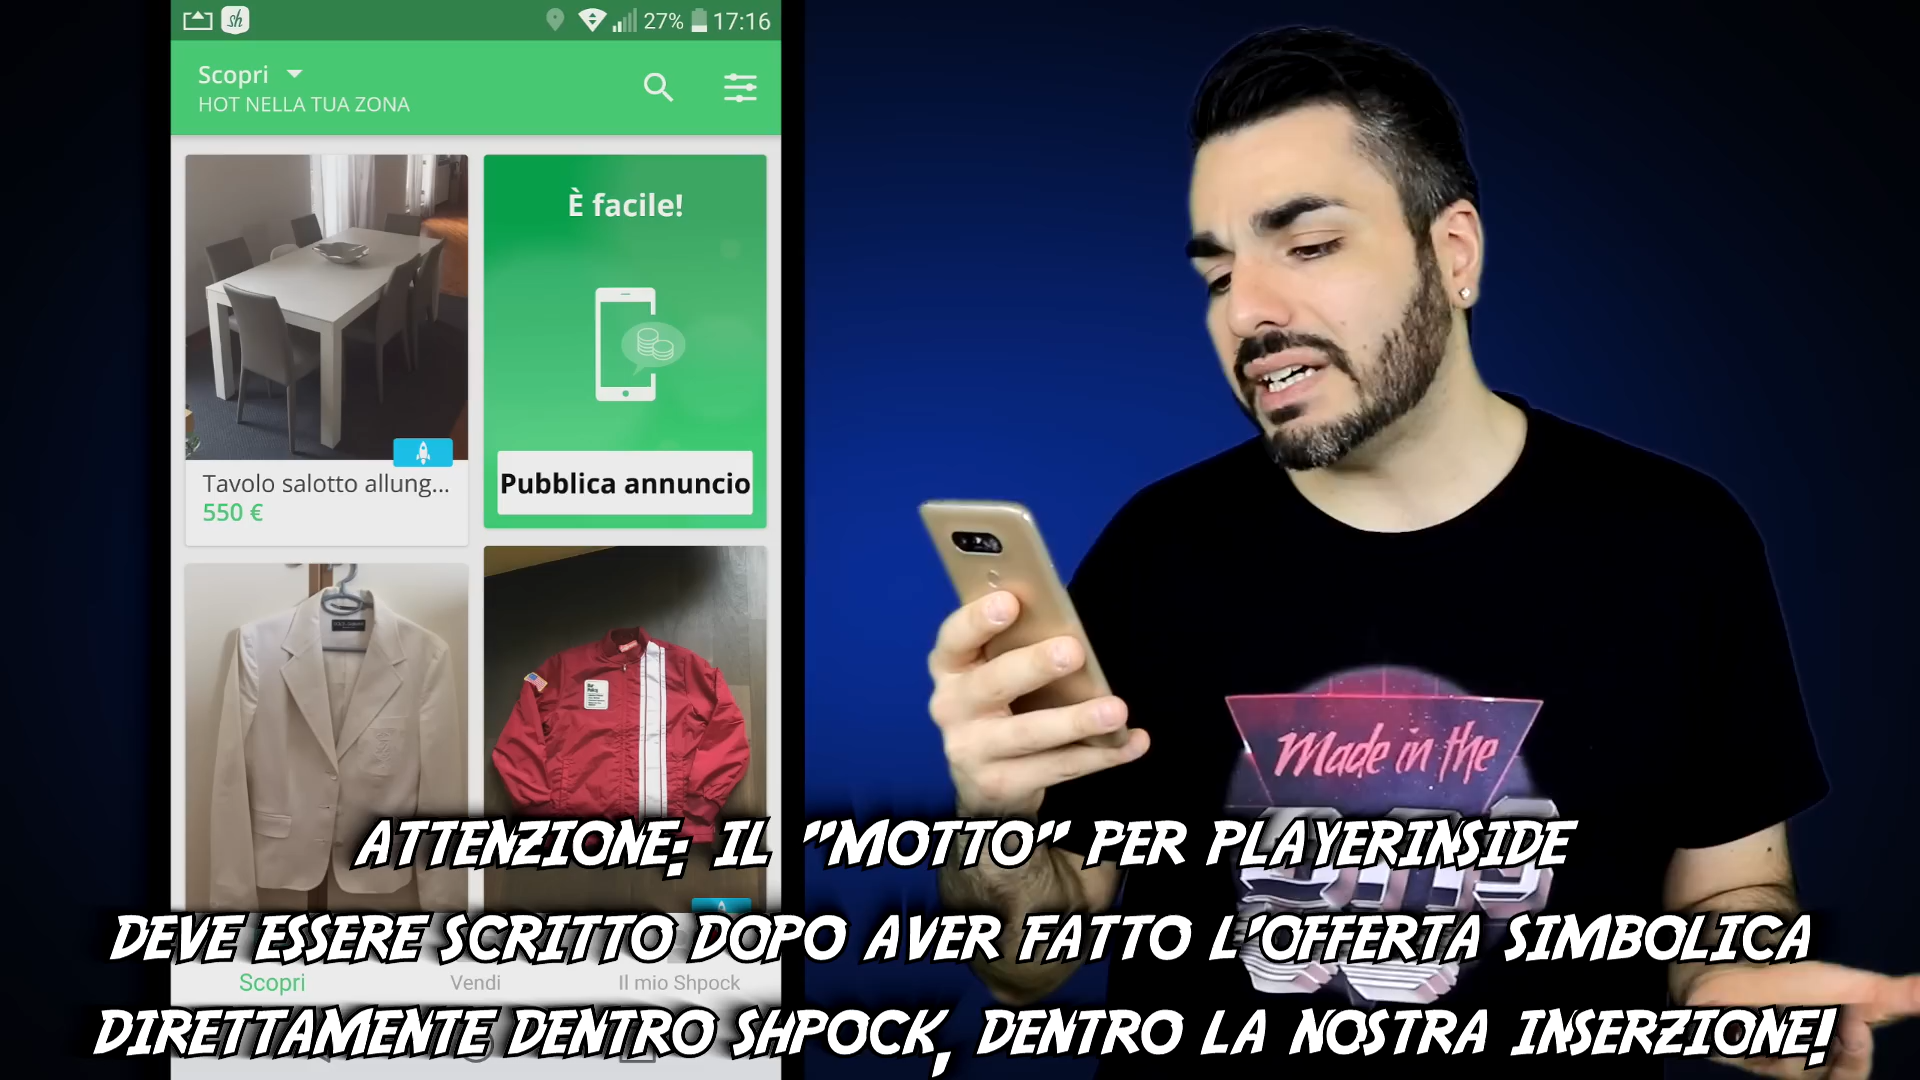 sh
27%
17:16
Scopri
HOT NELLA TUA ZONA
È facile!
Pubblica annuncio
Tavolo salotto allung...
550 €
Made in the
ATTENZIONE: IL "MOTTO" PER PLAYERINSIDE
DEVE ESSERE SCRITTO DOPO AVER FATTO L'OFFERTA SIMBOLICA
Scopri
Vendi
Il mio Shpock
DIRETTAMENTE DENTRO SHPOCK, DENTRO LA NOSTRA INSERZIONE!